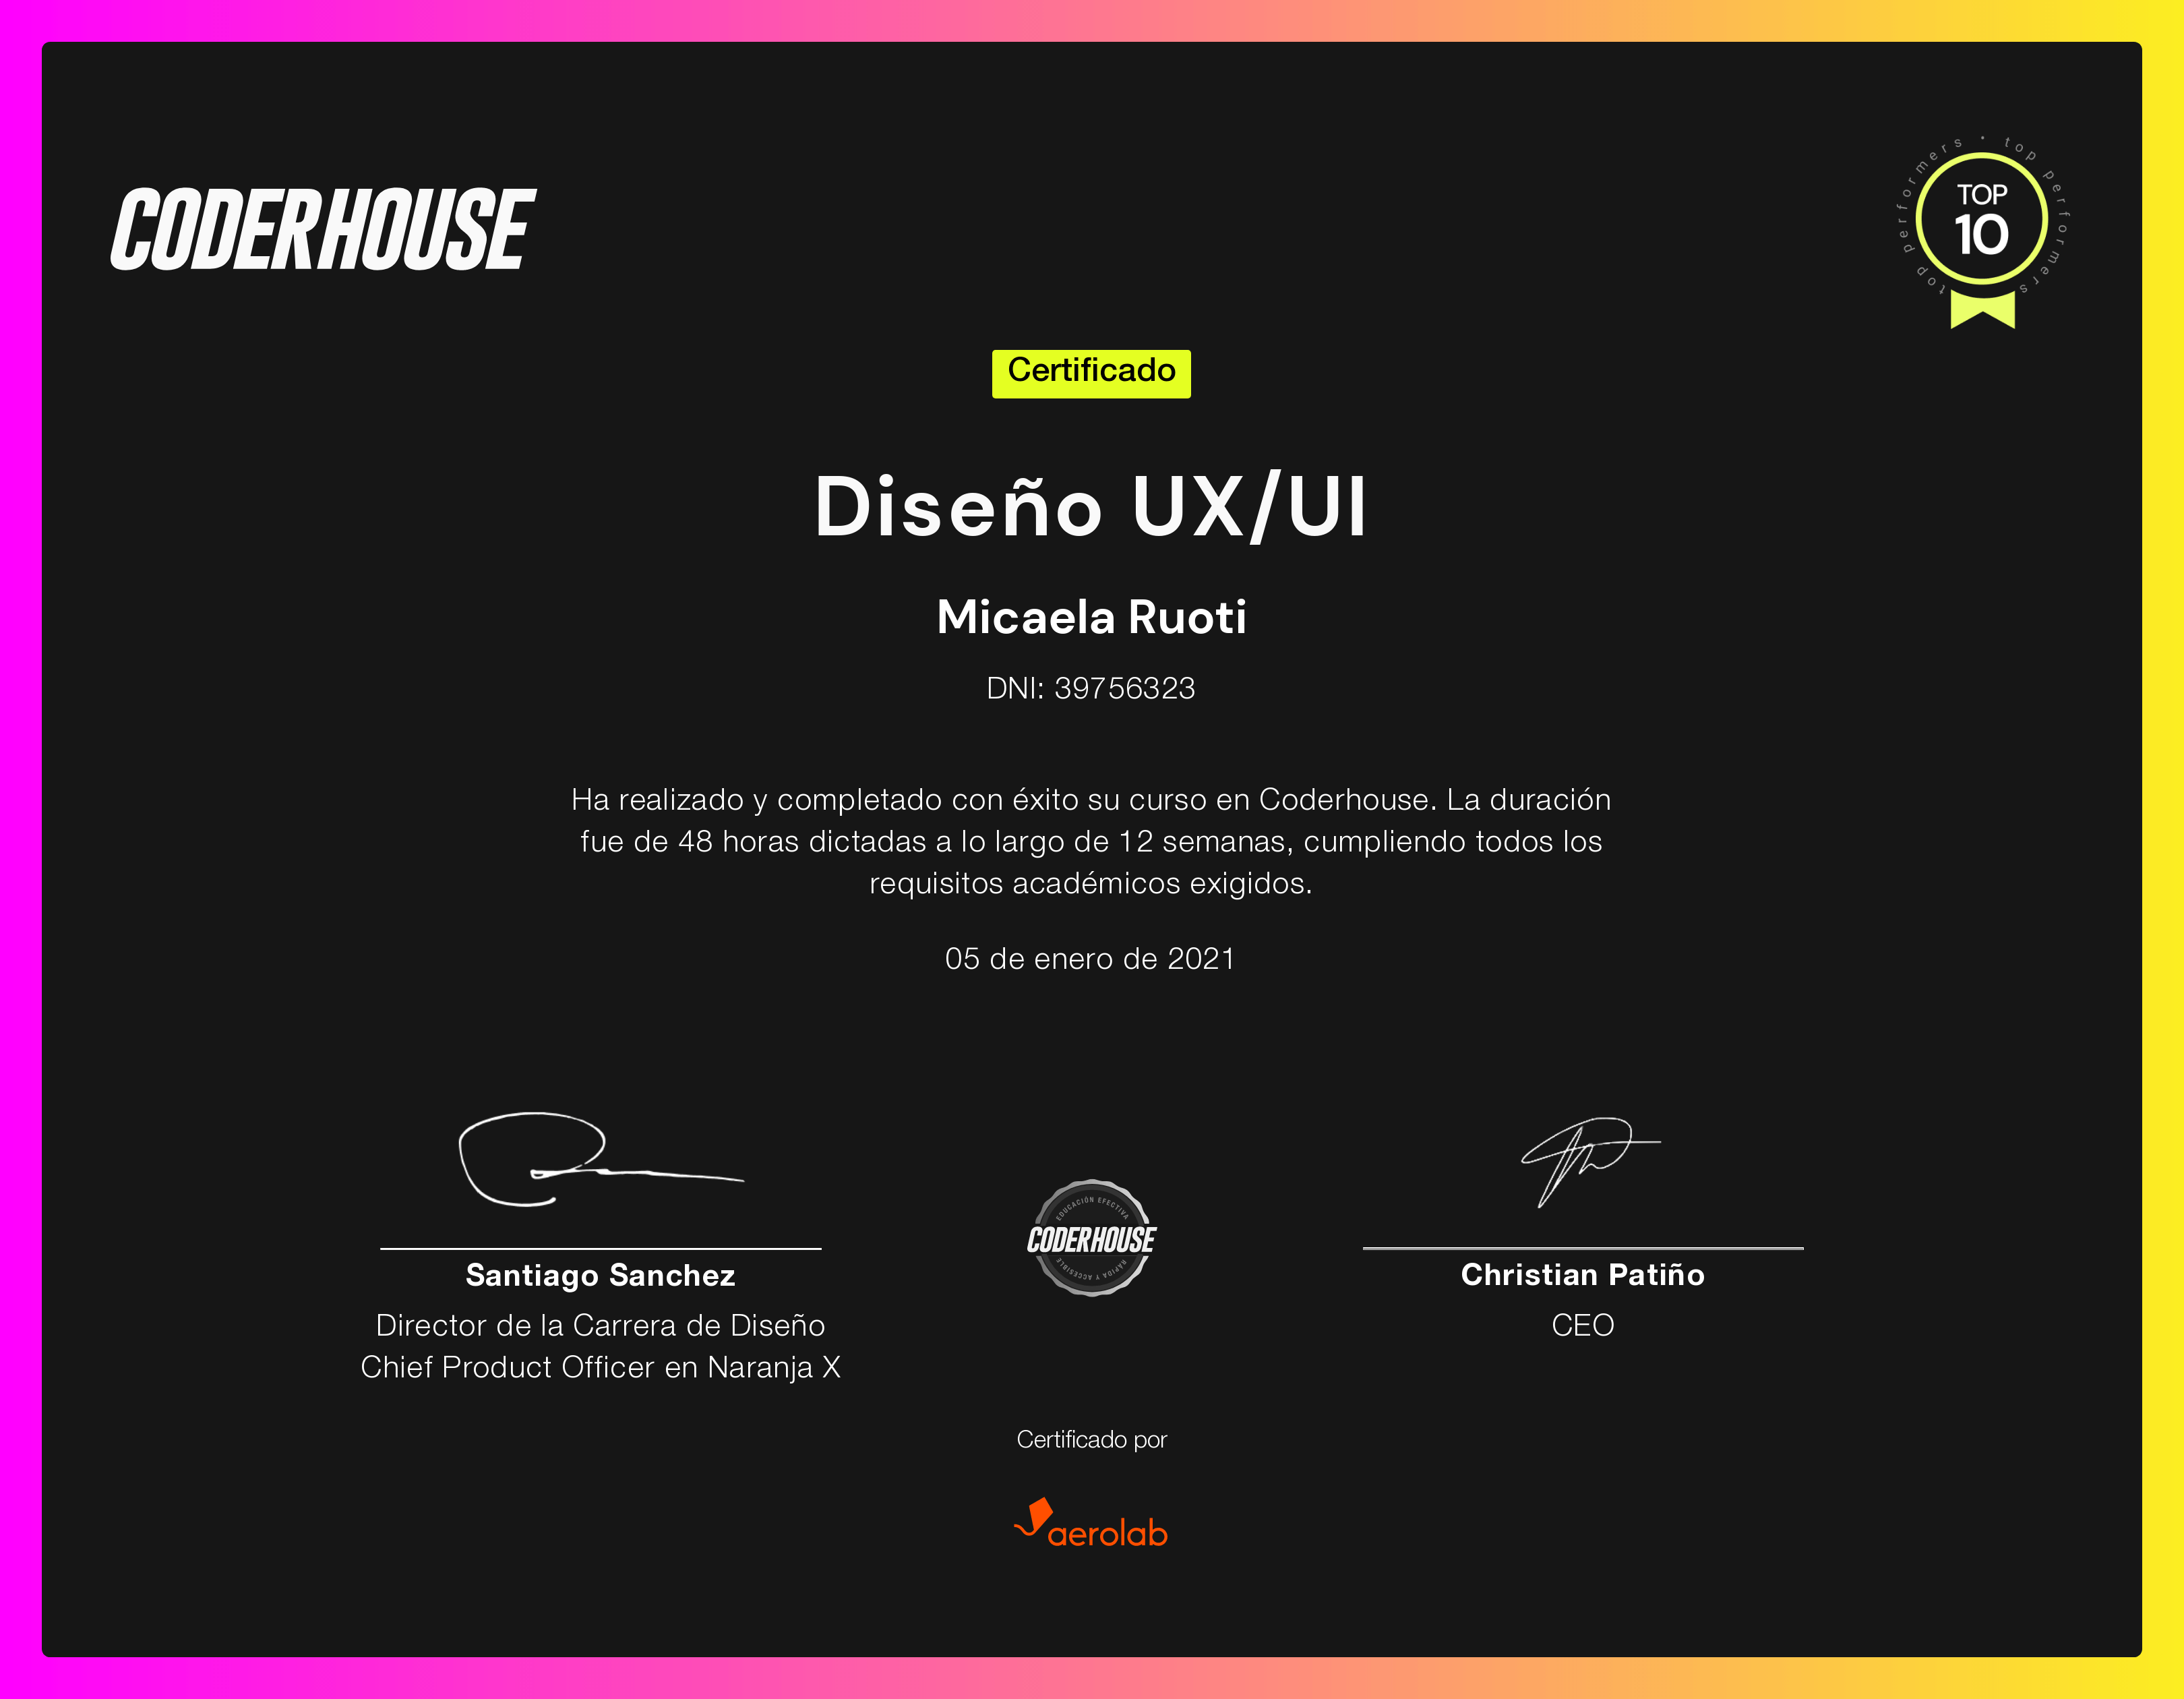 CODERHOUSE
top performers • top performers
TOP
10
Certificado
Diseño UX/UI
Micaela Ruoti
DNI: 39756323
Ha realizado y completado con éxito su curso en Coderhouse. La duración
fue de 48 horas dictadas a lo largo de 12 semanas, cumpliendo todos los
requisitos académicos exigidos.
05 de enero de 2021
Santiago Sanchez
Director de la Carrera de Diseño
Chief Product Officer en Naranja X
EDUCACIÓN EFECTIVA
CODERHOUSE
RAPIDA Y ACCESIBLE
Christian Patiño
CEO
Certificado por
aerolab